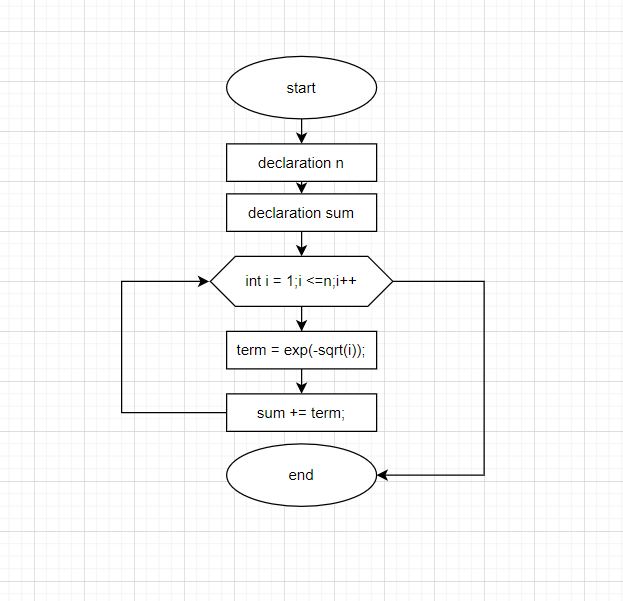 start
declaration n
declaration sum
int i = 1;i <=n;i++
term = exp(-sqrt(i));
sum += term;
end